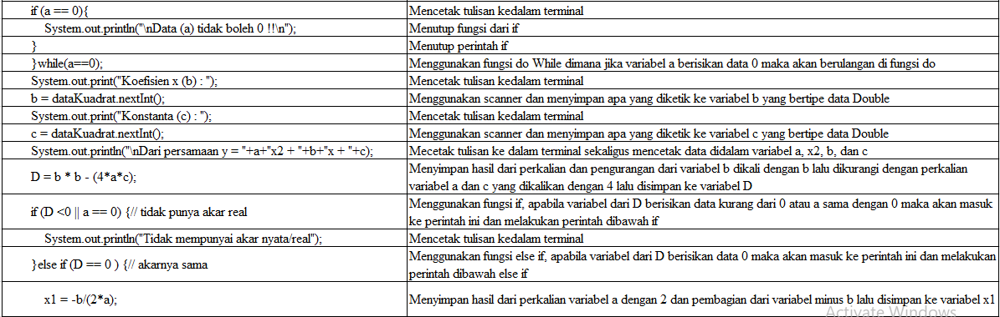 if (a == 0){
Mencetak tulisan kedalam terminal
System.out.println("\nData (a) tidak boleh 0 !!\n");
Menutup fungsi dari if
}
Menutup perintah if
}while(a==0);
Menggunakan fungsi do While dimana jika variabel a berisikan data 0 maka akan berulangan di fungsi do
System.out.print("Koefisien x (b) : ");
Mencetak tulisan kedalam terminal
b = dataKuadrat.nextInt();
Menggunakan scanner dan menyimpan apa yang diketik ke variabel b yang bertipe data Double
System.out.print("Konstanta (c) : ");
Mencetak tulisan kedalam terminal
c = dataKuadrat.nextInt();
Menggunakan scanner dan menyimpan apa yang diketik ke variabel c yang bertipe data Double
System.out.println("\nDari persamaan y = "+a+"x2 + "+b+"x + "+c);
Mecetak tulisan ke dalam terminal sekaligus mencetak data didalam variabel a, x2, b, dan c
D = b * b - (4*a*c);
Menyimpan hasil dari perkalian dan pengurangan dari variabel b dikali dengan b lalu dikurangi dengan perkalian
variabel a dan c yang dikalikan dengan 4 lalu disimpan ke variabel D
if (D <0 || a == 0) {// tidak punya akar real
Menggunakan fungsi if, apabila variabel dari D berisikan data kurang dari 0 atau a sama dengan 0 maka akan masuk
ke perintah ini dan melakukan perintah dibawah if
System.out.println("Tidak mempunyai akar nyata/real");
Mencetak tulisan kedalam terminal
}else if (D == 0 ) {// akarnya sama
Menggunakan fungsi else if, apabila variabel dari D berisikan data 0 maka akan masuk ke perintah ini dan melakukan
perintah dibawah else if
x1 = -b/(2*a);
Menyimpan hasil dari perkalian variabel a dengan 2 dan pembagian dari variabel minus b lalu disimpan ke variabel x1
Activate Windows